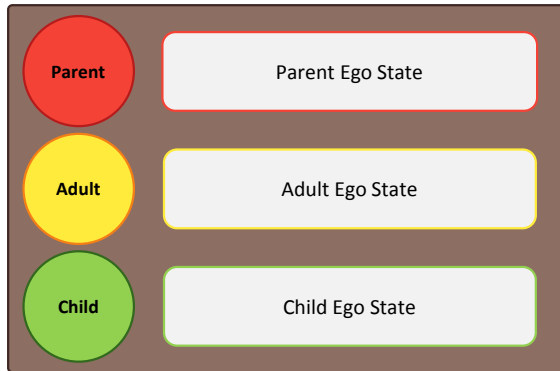 Parent
Parent Ego State
Adult
Adult Ego State
Child
Child Ego State